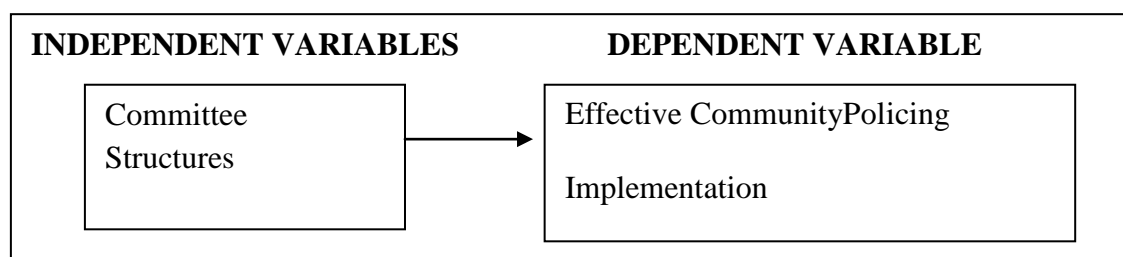 INDEPENDENT VARIABLES
DEPENDENT VARIABLE
Committee
Structures
Effective CommunityPolicing
Implementation